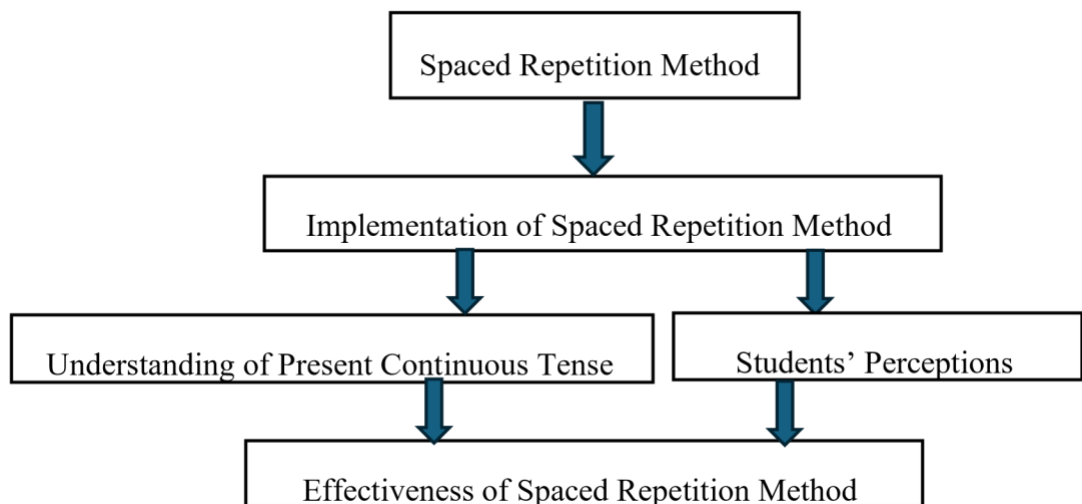 Spaced Repetition Method
Implementation of Spaced Repetition Method
Understanding of Present Continuous Tense
Students’ Perceptions
Effectiveness of Spaced Repetition Method